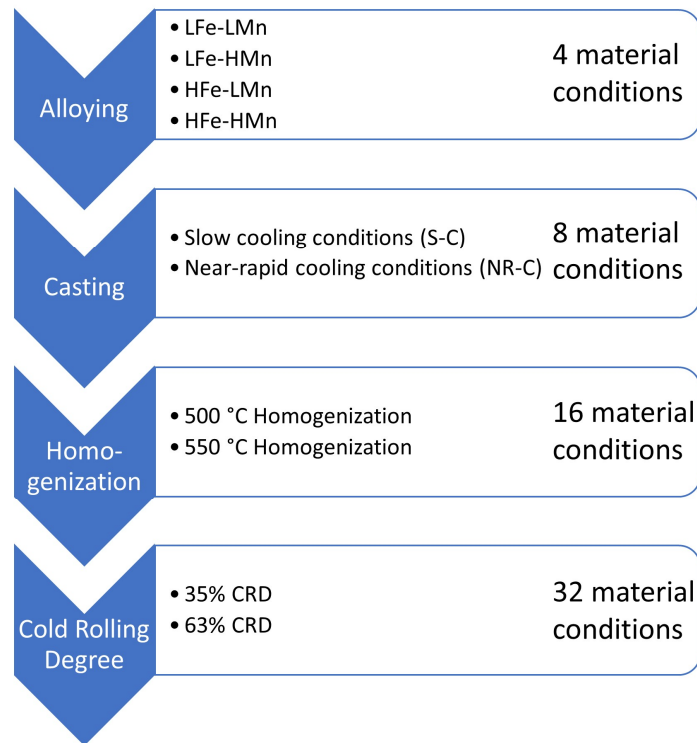 Alloying
• LFe-LMn
• LFe-HMn
• HFe-LMn
• HFe-HMn
4 material
conditions
Casting
• Slow cooling conditions (S-C)
• Near-rapid cooling conditions (NR-C)
8 material
conditions
Homo-
genization
• 500 °C Homogenization
• 550 °C Homogenization
16 material
conditions
Cold Rolling
Degree
• 35% CRD
• 63% CRD
32 material
conditions